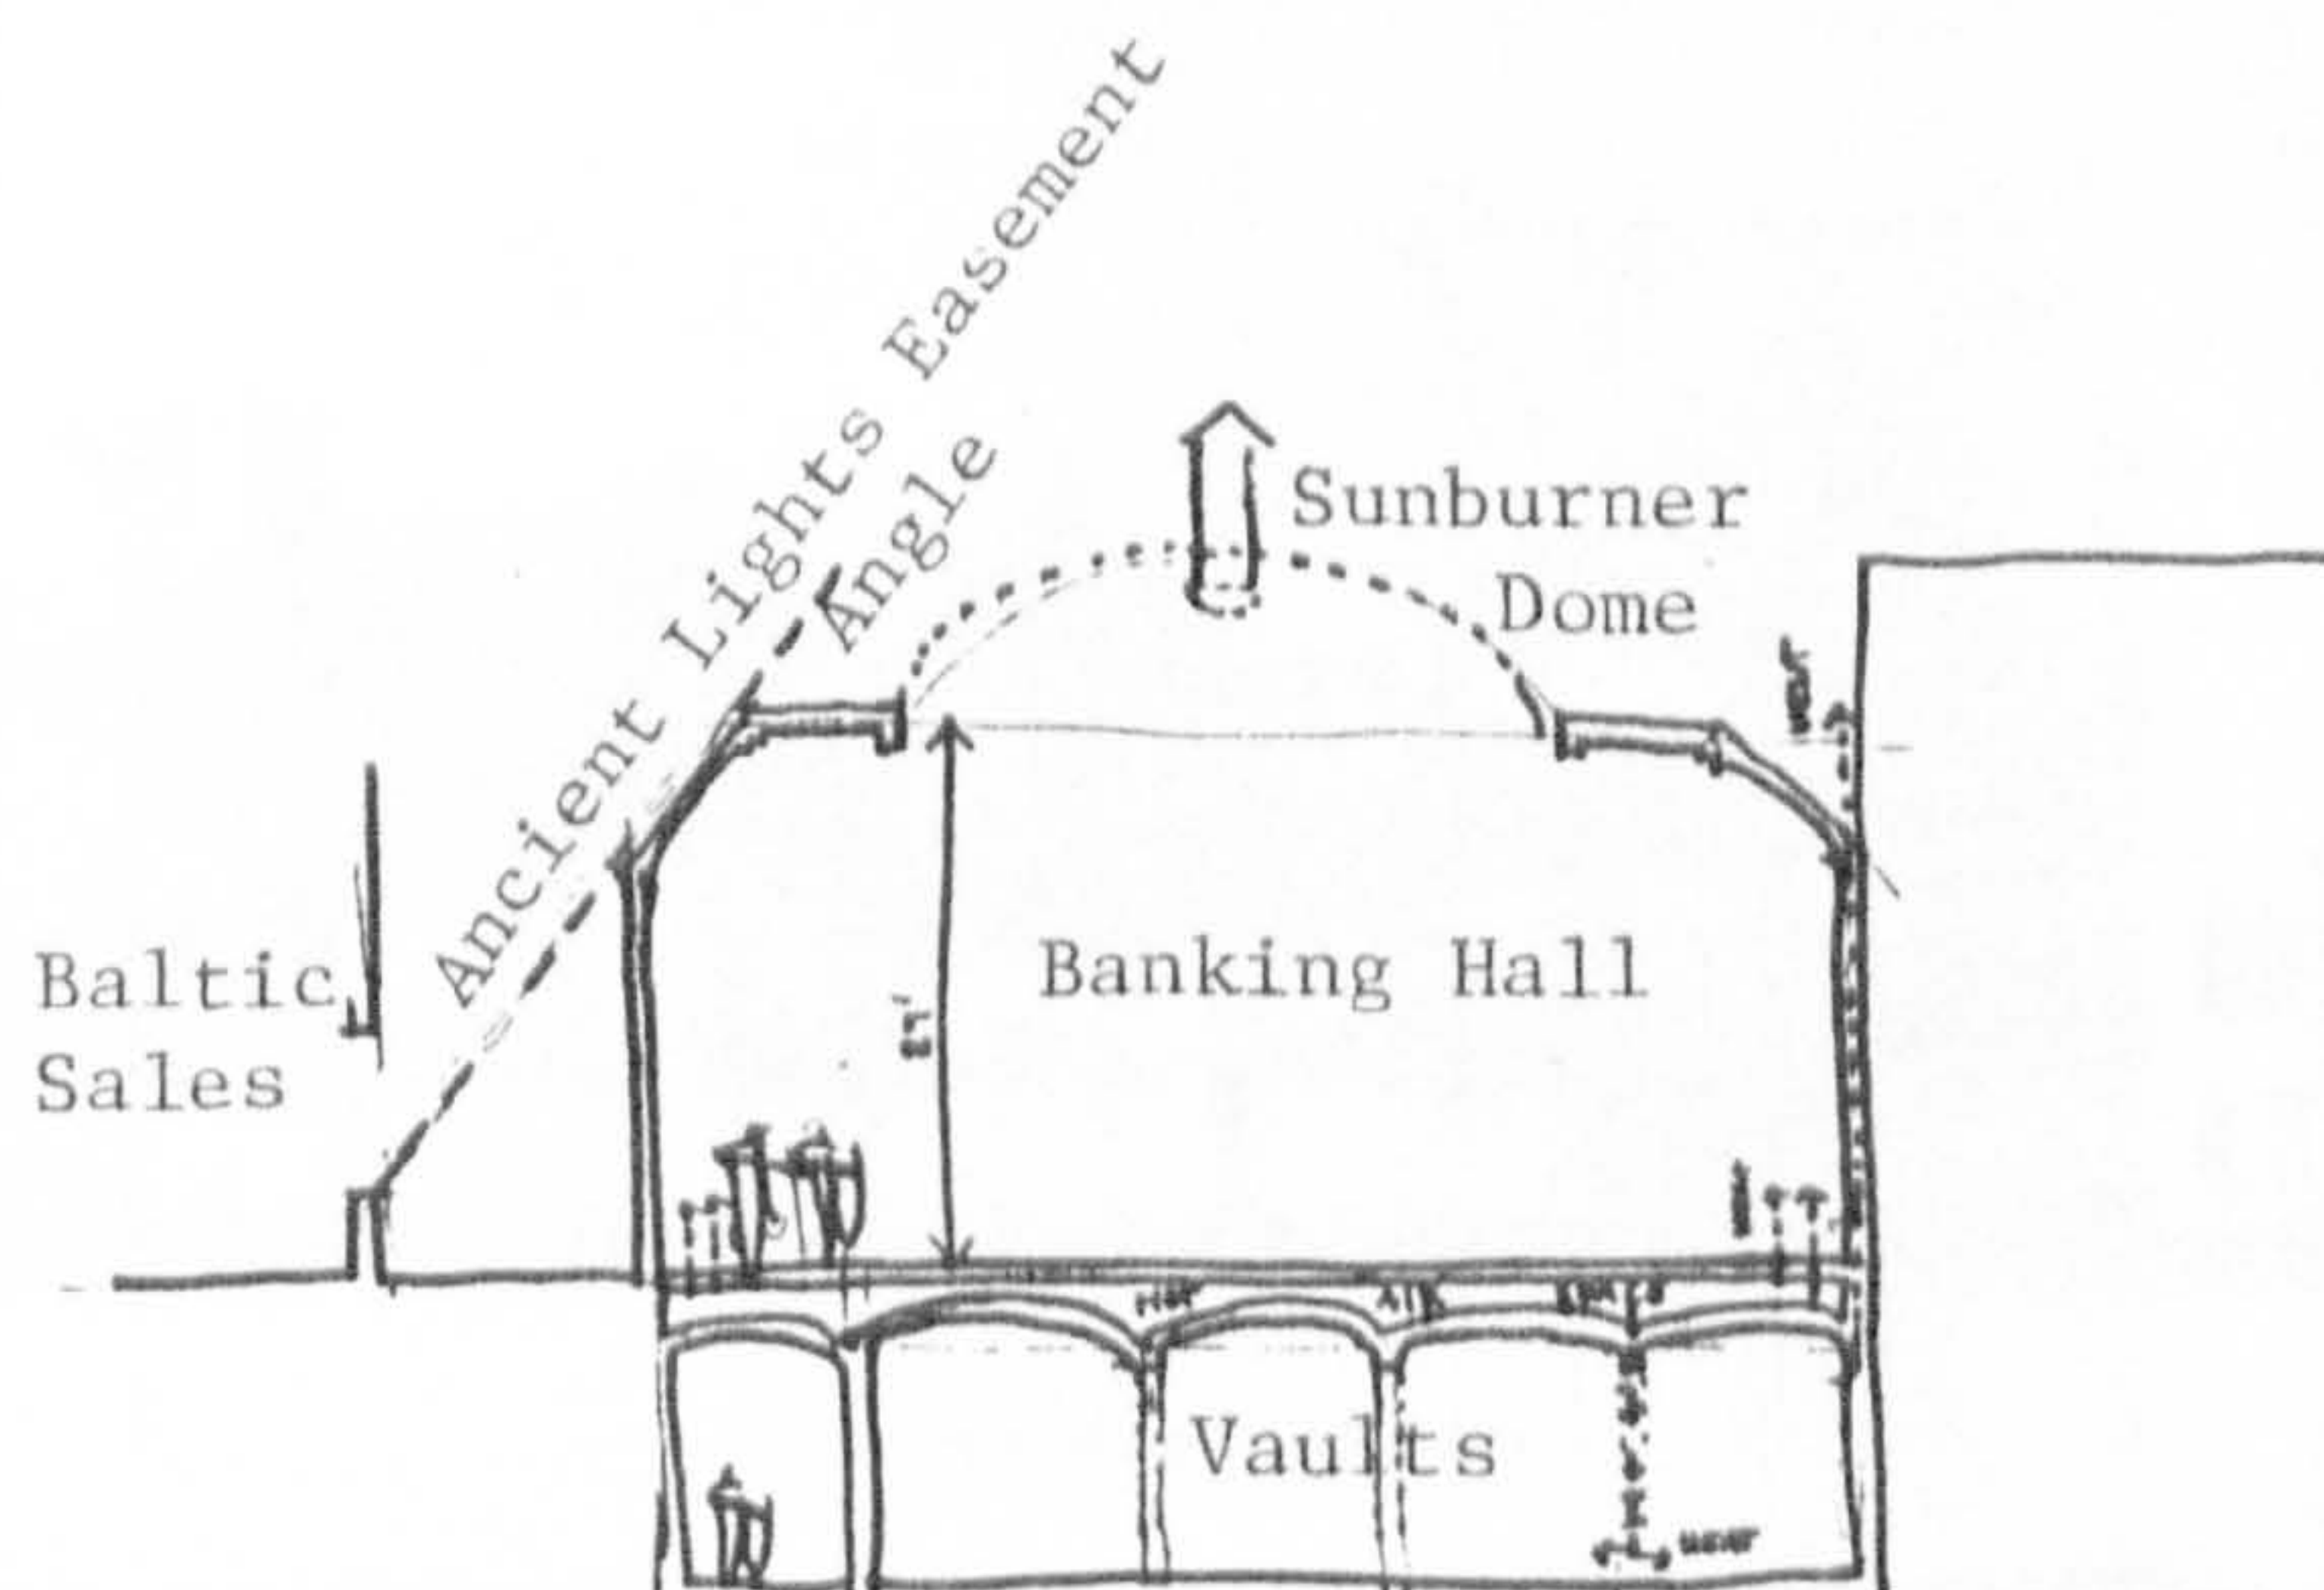 Ancient Lights Easement
Angle
Sunburner
Dome
Baltic
Sales
Banking Hall
Vaults